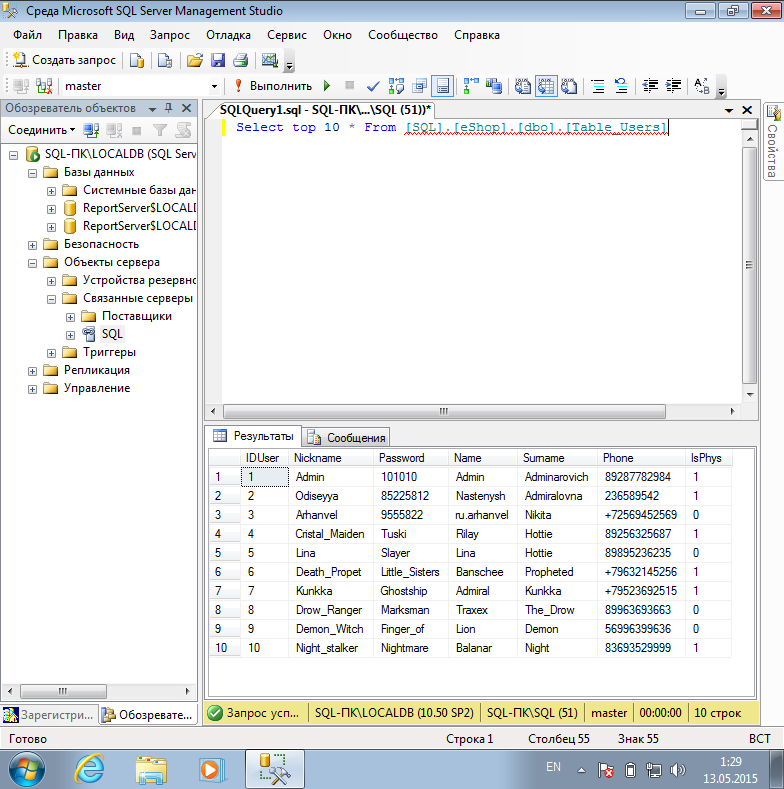 Среда Microsoft SQL Server Management Studio
Файл Правка Вид Запрос Отладка Сервис Окно Сообщество Справка
Создать запрос
master Выполнить
Обозреватель объектов
SQLQuery1.sql - SQL-ПК\...\SQL (51))*
Свойства
Соединить
Select top 10 * From [SQL].[eShop].[dbo].[Table_Users]
SQL-ПК\LOCALDB (SQL Serv
Базы данных
Системные базы дан
ReportServer$LOCALD
ReportServer$LOCALD
Безопасность
Объекты сервера
Устройства резервно
Связанные серверы
Поставщики
SQL
Триггеры
Репликация
Управление
Результаты Сообщения
IDUser Nickname Password Name Surname Phone IsPhys
1 1 Admin 101010 Admin Adminarovich 89287782984 1
2 2 Odiseyya 85225812 Nastenysh Admiralovna 236589542 1
3 3 Arhanvel 9555822 ru.arhanvel Nikita +72569452569 0
4 4 Cristal_Maiden Tuski Rilay Hottie 89256325687 1
5 5 Lina Slayer Lina Hottie 89895236235 0
6 6 Death_Propet Little_Sisters Banschee Propheted +79632145256 1
7 7 Kunkka Ghostship Admiral Kunkka +79523692515 1
8 8 Drow_Ranger Marksman Traxex The_Drow 89963693663 0
9 9 Demon_Witch Finger_of Lion Demon 56996399636 0
10 10 Night_stalker Nightmare Balanar Night 83693529999 1
Зарегистри... Обозревате...
Запрос усп... SQL-ПК\LOCALDB (10.50 SP2) SQL-ПК\SQL (51) master 00:00:00 10 строк
Готово Строка 1 Столбец 55 Знак 55 ВСТ
EN
1:29
13.05.2015